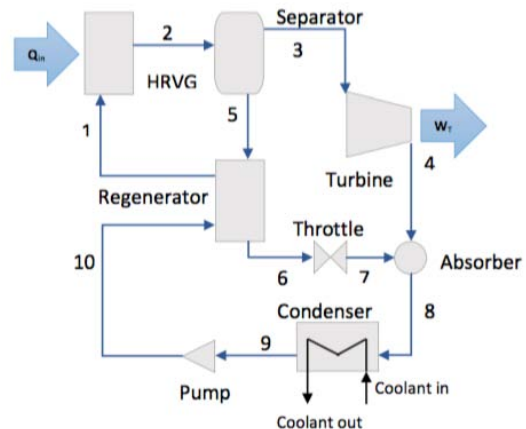 2
Separator
3
Qin
HRVG
5
WT
1
4
Turbine
Regenerator
Throttle
10
6
7
Absorber
Condenser
8
9
Coolant in
Pump
Coolant out